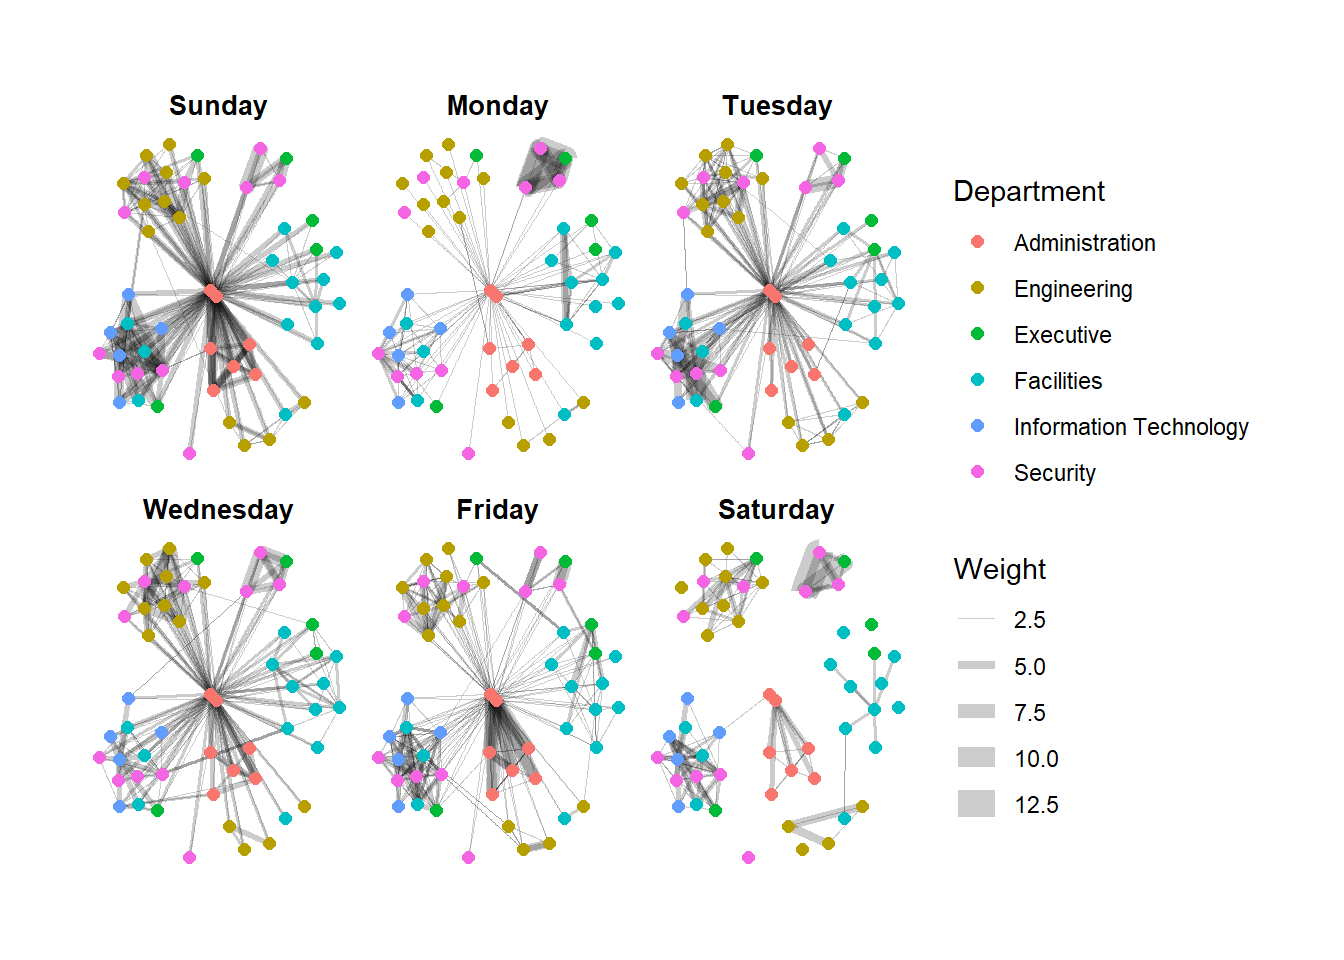 Sunday
Monday
Tuesday
Wednesday
Friday
Saturday
Department
Administration
Engineering
Executive
Facilities
Information Technology
Security
Weight
2.5
5.0
7.5
10.0
12.5